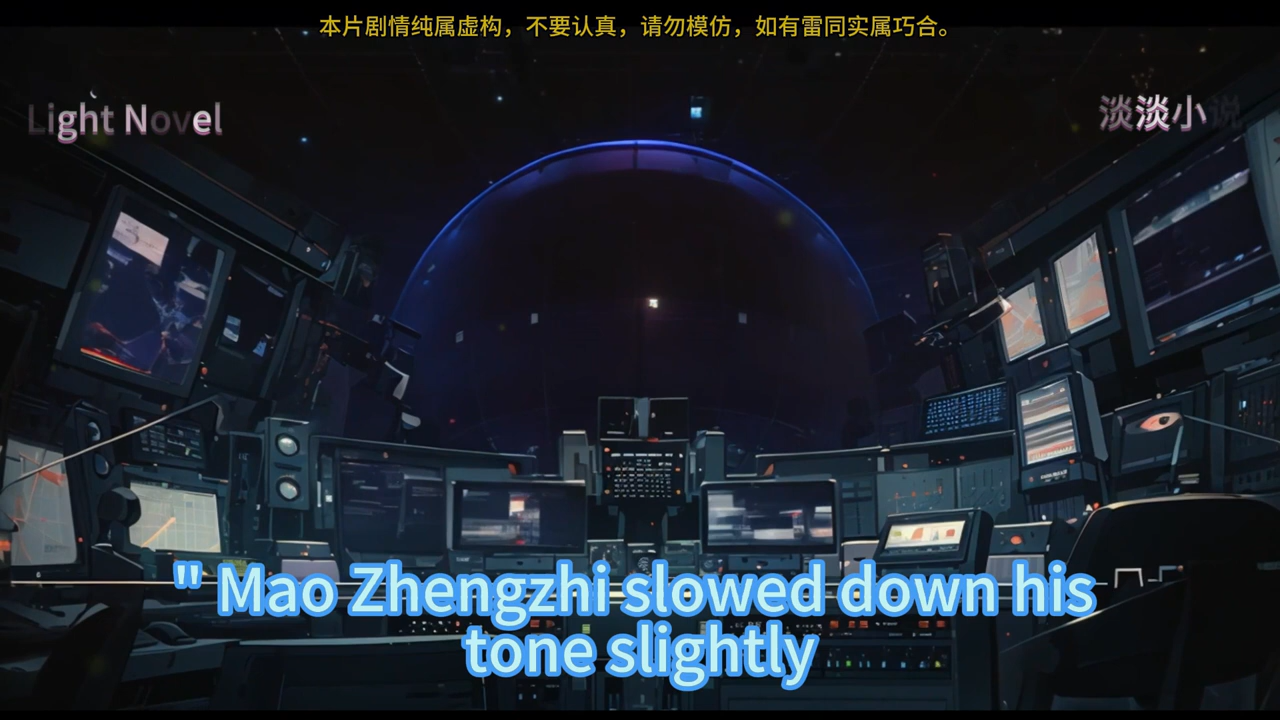 本片剧情纯属虚构，不要认真，请勿模仿，如有雷同实属巧合。
Light Novel
淡淡小说
" Mao Zhengzhi slowed down his
tone slightly